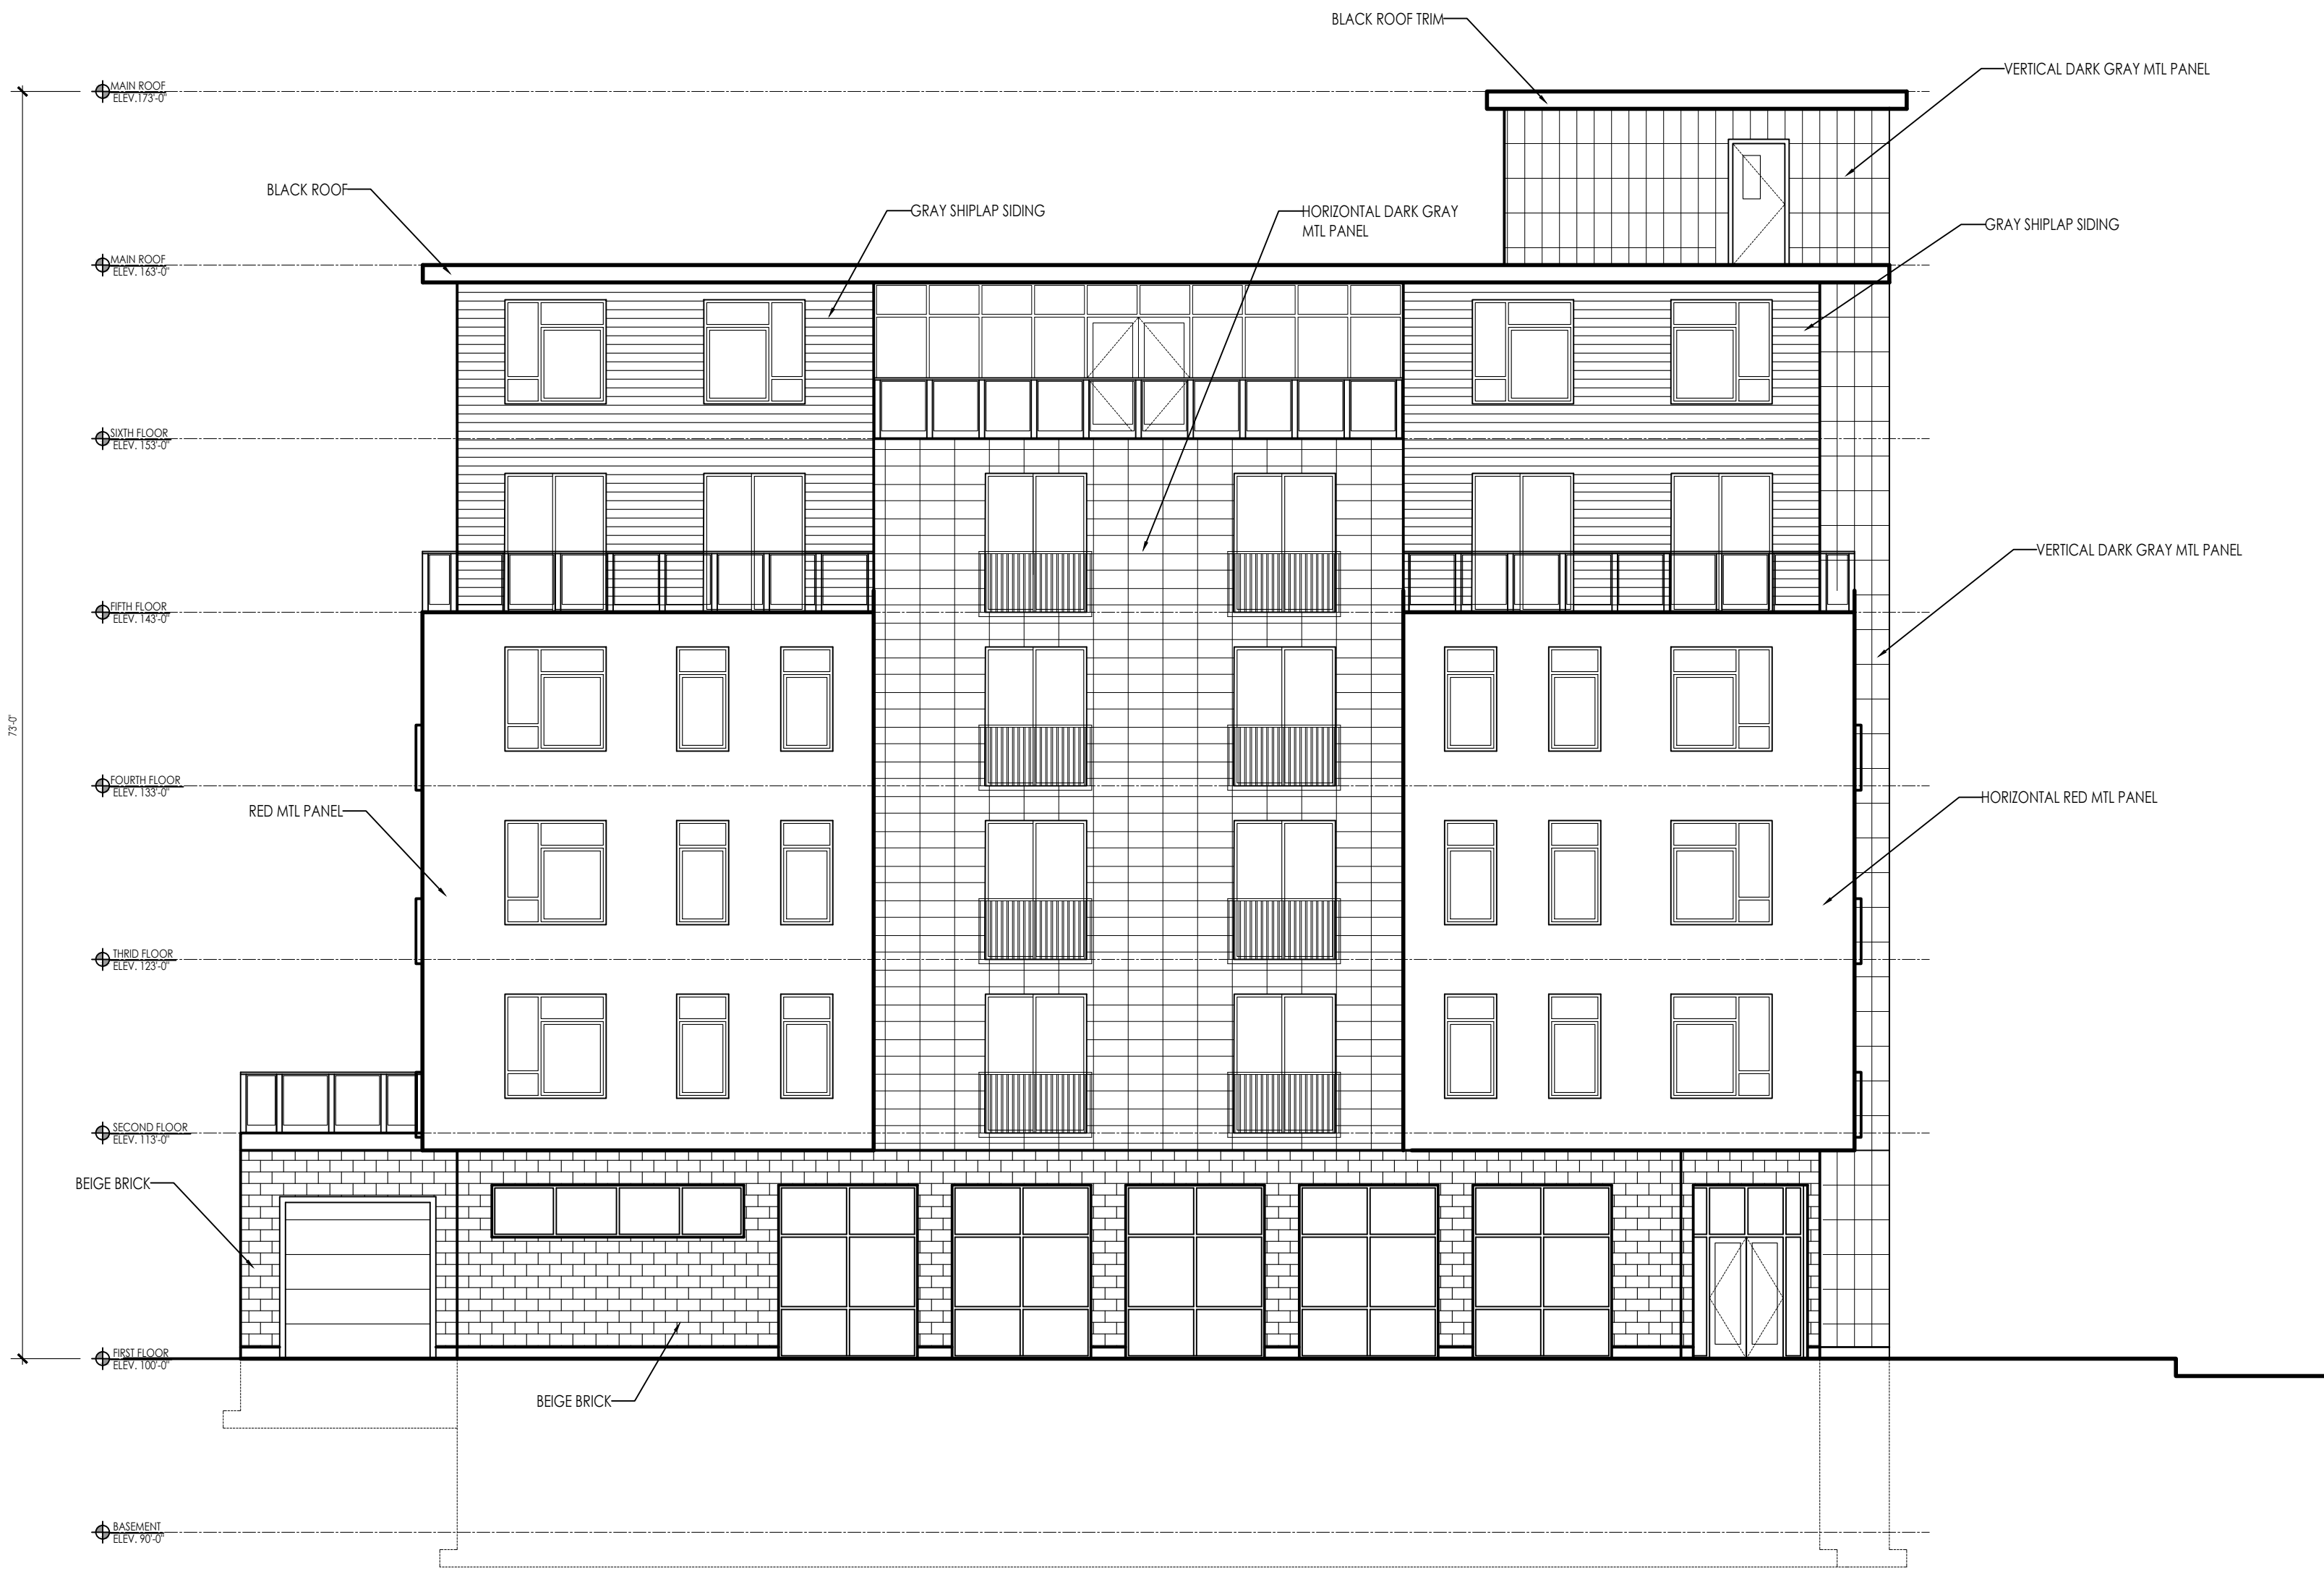 BLACK ROOF TRIM
VERTICAL DARK GRAY MTL PANEL
MAIN ROOF
ELEV.173'-0"
BLACK ROOF
GRAY SHIPLAP SIDING
HORIZONTAL DARK GRAY
MTL PANEL
GRAY SHIPLAP SIDING
MAIN ROOF
ELEV. 163'-0"
SIXTH FLOOR
ELEV. 153'-0"
VERTICAL DARK GRAY MTL PANEL
FIFTH FLOOR
ELEV. 143'-0"
73'-0"
FOURTH FLOOR
ELEV. 133'-0"
RED MTL PANEL
HORIZONTAL RED MTL PANEL
THRID FLOOR
ELEV. 123'-0"
SECOND FLOOR
ELEV. 113'-0"
BEIGE BRICK
FIRST FLOOR
ELEV. 100'-0"
BEIGE BRICK
BASEMENT
ELEV. 90'-0"